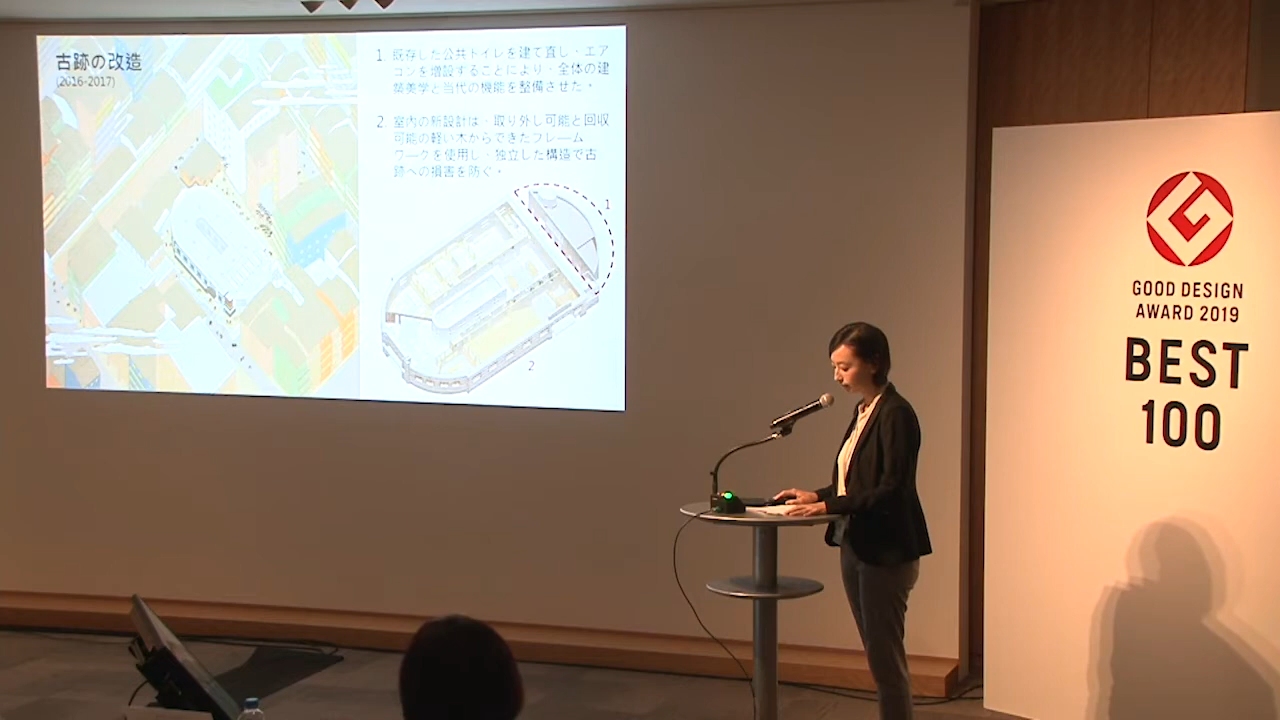 古跡の改造
(2016-2017)
1. 既存した公共トイレを建て直し・エア
コンを増設することにより・全体の建
築美学と当代の機能を整備させた・
2. 室内の新設計は・取り外し可能と回収
可能の軽い木からできたフレーム
ワークを使用し・独立した構造で古
跡への損害を防ぐ・
1
2
GOOD DESIGN
AWARD 2019
BEST
100